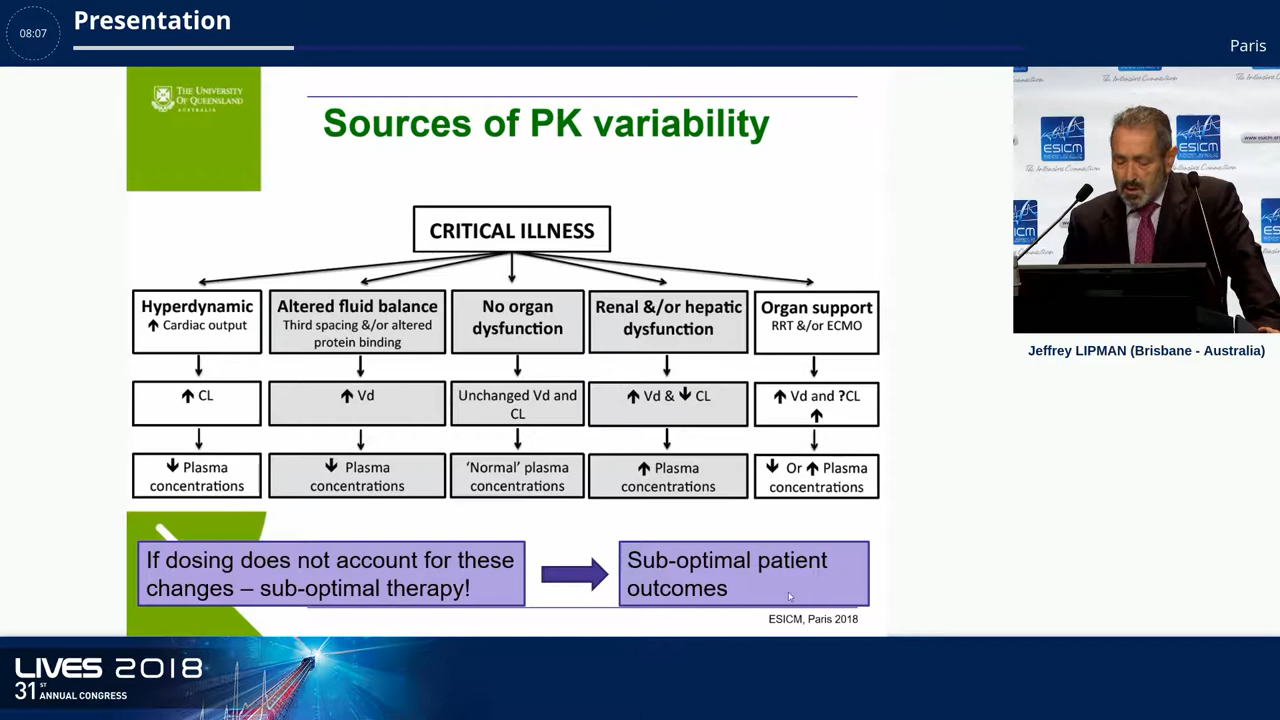 08:07
Presentation
Paris
THE UNIVERSITY
OF QUEENSLAND
AUSTRALIA
Sources of PK variability
CRITICAL ILLNESS
Hyperdynamic
↑ Cardiac output
Altered fluid balance
Third spacing &/or altered
protein binding
No organ
dysfunction
Renal &/or hepatic
dysfunction
Organ support
RRT &/or ECMO
↑ CL
↑ Vd
Unchanged Vd and
CL
↑ Vd & ↓ CL
↑ Vd and ?CL
↑
↓ Plasma
concentrations
↓ Plasma
concentrations
‘Normal’ plasma
concentrations
↑ Plasma
concentrations
↓ Or ↑ Plasma
concentrations
If dosing does not account for these
changes – sub-optimal therapy!
Sub-optimal patient
outcomes
ESICM, Paris 2018
ESICM
The Intensive Connection
ESICM
Jeffrey LIPMAN (Brisbane - Australia)
LIVES 2018
31ST ANNUAL CONGRESS